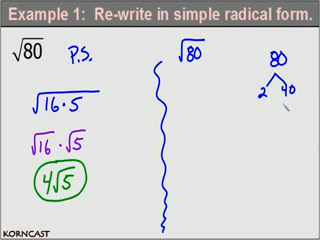 Example 1: Re-write in simple radical form.
√80 P.S.
√16·5
√16 · √5
4√5
√80
80
2 40
KORNCAST